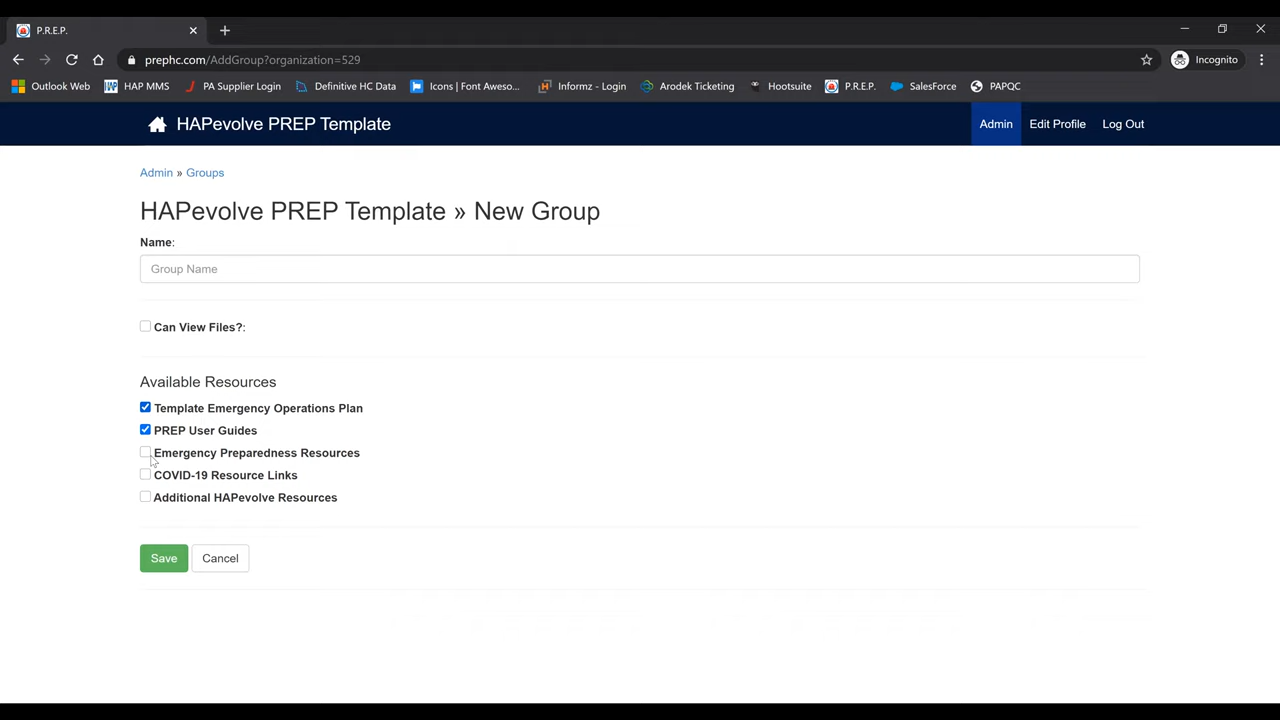 P.R.E.P.
prephc.com/AddGroup?organization=529
Incognito
Outlook Web HAP MMS PA Supplier Login Definitive HC Data Icons | Font Aweso... Informz - Login Arodek Ticketing Hootsuite P.R.E.P. SalesForce PAPQC
HAPevolve PREP Template Admin Edit Profile Log Out
Admin » Groups
HAPevolve PREP Template » New Group
Name:
Group Name
Can View Files?:
Available Resources
Template Emergency Operations Plan
PREP User Guides
Emergency Preparedness Resources
COVID-19 Resource Links
Additional HAPevolve Resources
Save Cancel